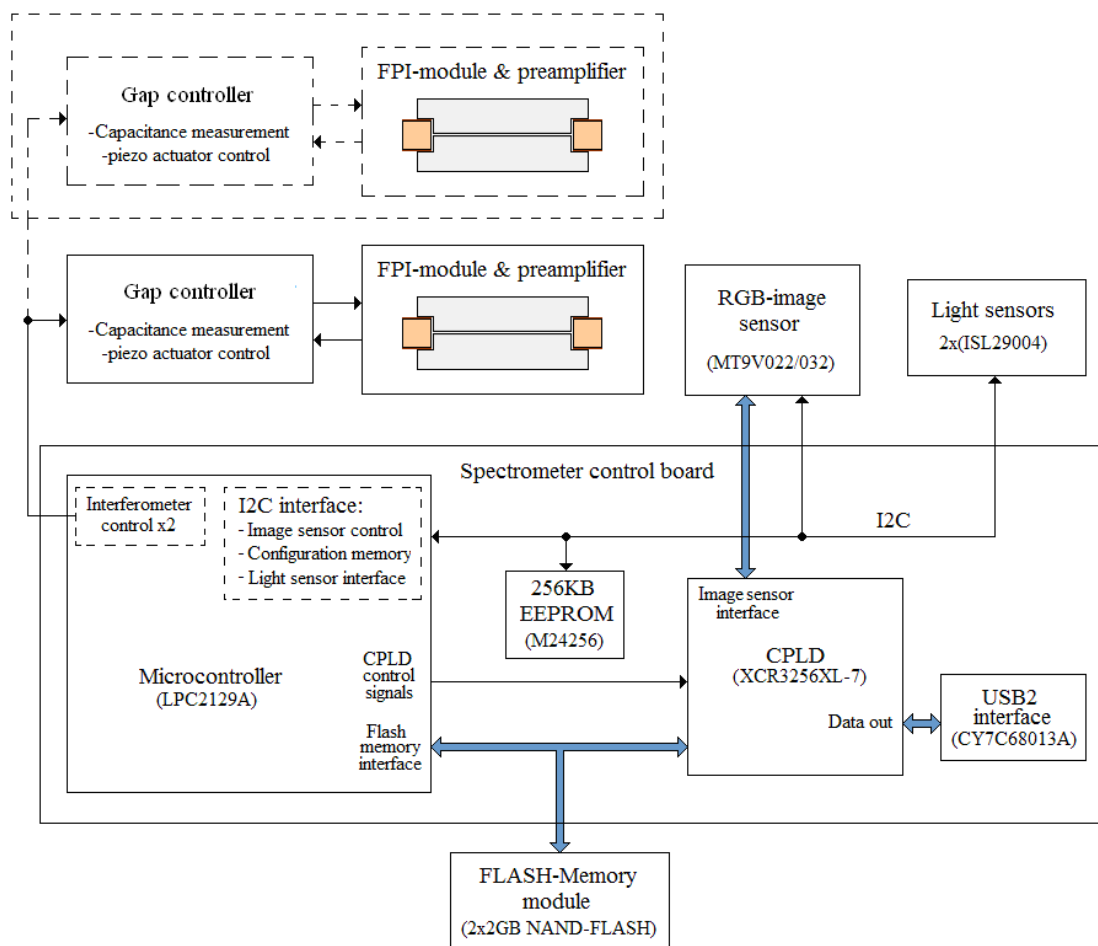 FPI-module & preamplifier
Gap controller
-Capacitance measurement
-piezo actuator control
FPI-module & preamplifier
Gap controller
-Capacitance measurement
-piezo actuator control
RGB-image
sensor
(MT9V022/032)
Light sensors
2x(ISL29004)
Spectrometer control board
Interferometer
control x2
I2C interface:
- Image sensor control
- Configuration memory
- Light sensor interface
I2C
256KB
EEPROM
(M24256)
Image sensor
interface
CPLD
(XCR3256XL-7)
Microcontroller
(LPC2129A)
CPLD
control
signals
Flash
memory
interface
Data out
USB2
interface
(CY7C68013A)
FLASH-Memory
module
(2x2GB NAND-FLASH)